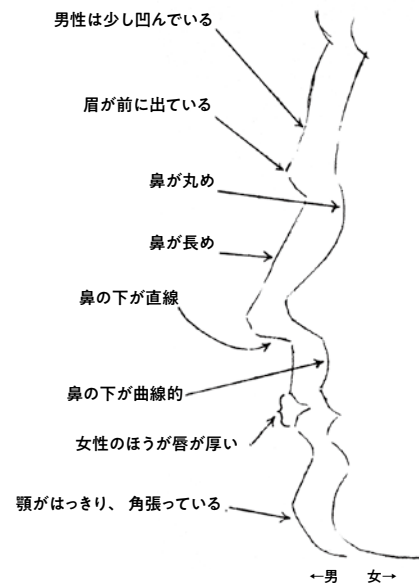 男性は少し凹んでいる
眉が前に出ている
鼻が丸め
鼻が長め
鼻の下が直線
鼻の下が曲線的
女性のほうが唇が厚い
顎がはっきり、角張っている
←男 女→